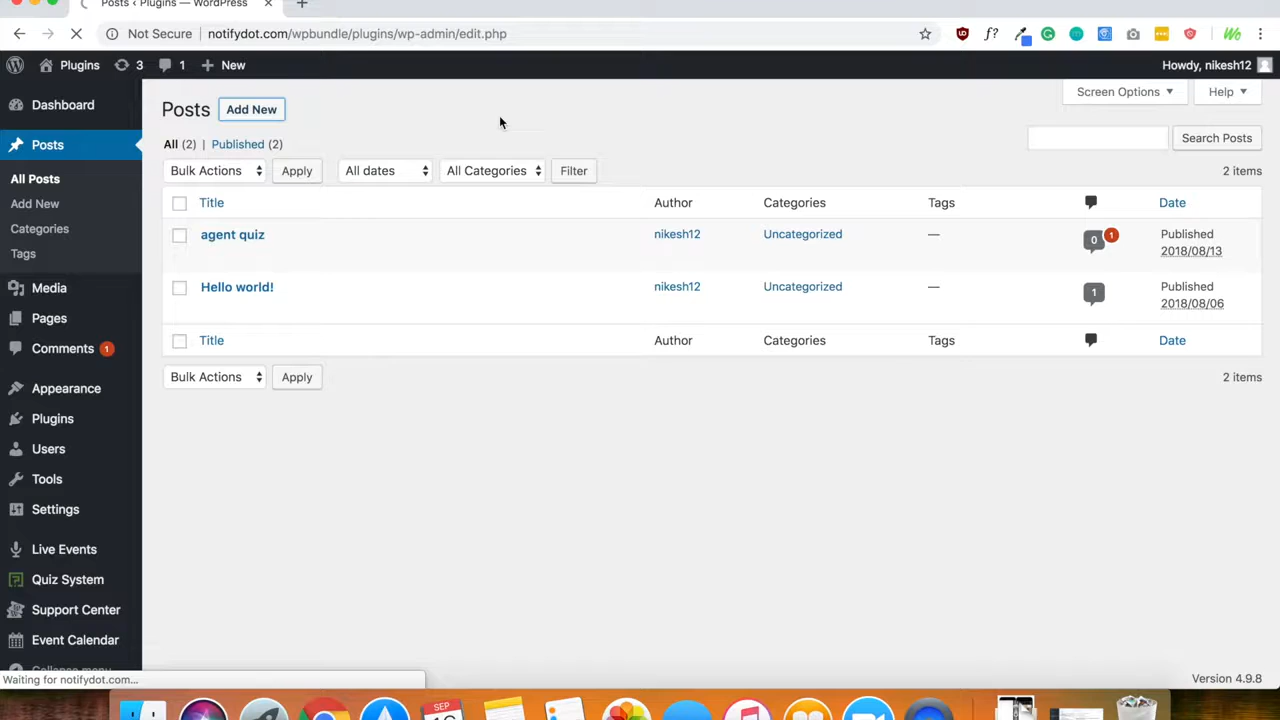 Posts ‹ Plugins — WordPress
Not Secure notifydot.com/wpbundle/plugins/wp-admin/edit.php
Plugins 3 1 New Howdy, nikesh12
Screen Options Help
Dashboard
Posts
All Posts
Add New
Categories
Tags
Media
Pages
Comments 1
Appearance
Plugins
Users
Tools
Settings
Live Events
Quiz System
Support Center
Event Calendar
Collapse menu
Posts Add New
All (2) | Published (2)
Search Posts
Bulk Actions Apply All dates All Categories Filter 2 items
Title Author Categories Tags Date
agent quiz nikesh12 Uncategorized — 0 1 Published
2018/08/13
Hello world! nikesh12 Uncategorized — 1 Published
2018/08/06
Title Author Categories Tags Date
Bulk Actions Apply 2 items
Waiting for notifydot.com... Version 4.9.8
SEP